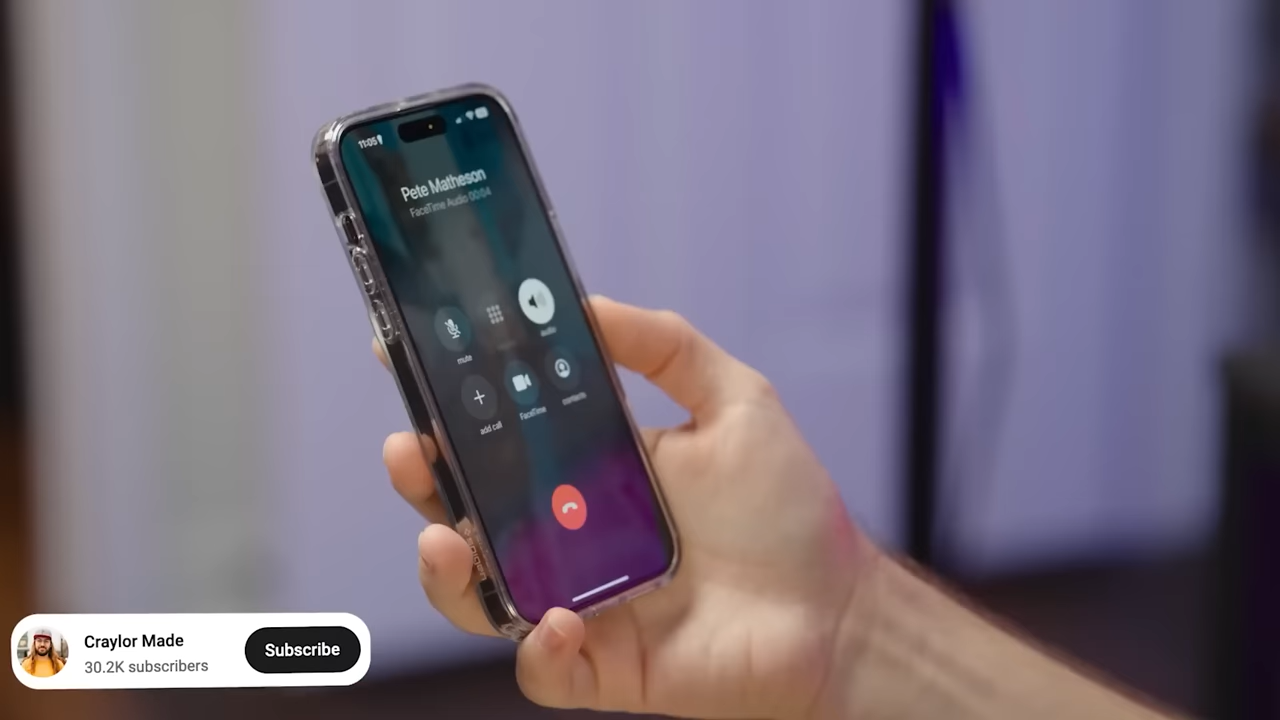 11:05
Pete Matheson
FaceTime Audio 00:04
mute
audio
add call
FaceTime
contacts
Craylor Made
30.2K subscribers
Subscribe